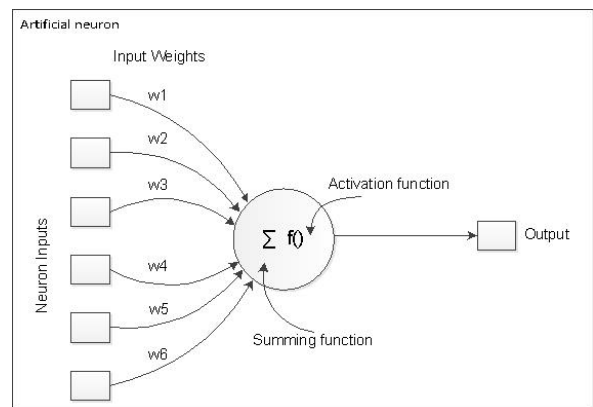 Artificial neuron
Input Weights
w1
w2
w3
w4
w5
w6
Neuron Inputs
Σ f()
Activation function
Summing function
Output